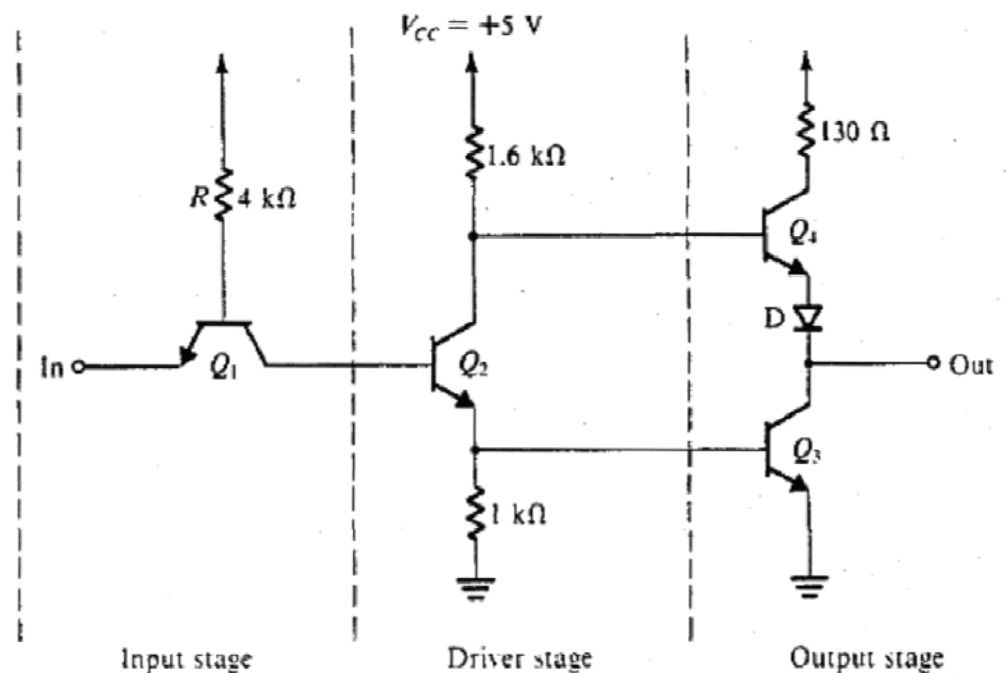 V_CC = +5 V
130 Ω
1.6 kΩ
R 4 kΩ
Q₄
D
In
Q₁
Q₂
Out
Q₃
1 kΩ
Input stage
Driver stage
Output stage